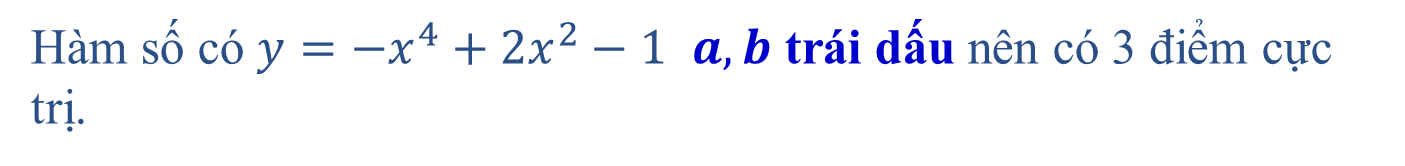 Hàm số có y = −x⁴ + 2x² − 1 a, b trái dấu nên có 3 điểm cực
trị.